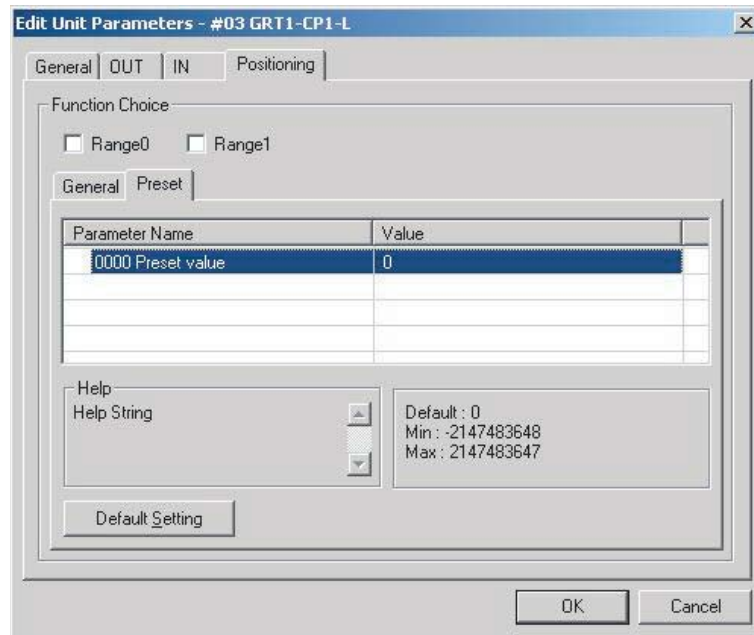 Edit Unit Parameters - #03 GRT1-CP1-L
General OUT IN Positioning
Function Choice
Range0 Range1
General Preset
Parameter Name Value
0000 Preset value 0
Help
Help String
Default : 0
Min : -2147483648
Max : 2147483647
Default Setting
OK Cancel